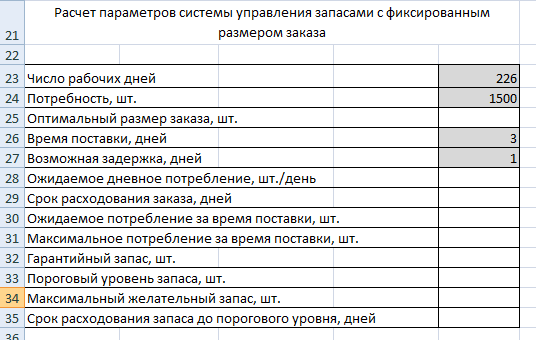 Расчет параметров системы управления запасами с фиксированным
21 размером заказа
22
23 Число рабочих дней 226
24 Потребность, шт. 1500
25 Оптимальный размер заказа, шт.
26 Время поставки, дней 3
27 Возможная задержка, дней 1
28 Ожидаемое дневное потребление, шт./день
29 Срок расходования заказа, дней
30 Ожидаемое потребление за время поставки, шт.
31 Максимальное потребление за время поставки, шт.
32 Гарантийный запас, шт.
33 Пороговый уровень запаса, шт.
34 Максимальный желательный запас, шт.
35 Срок расходования запаса до порогового уровня, дней
36